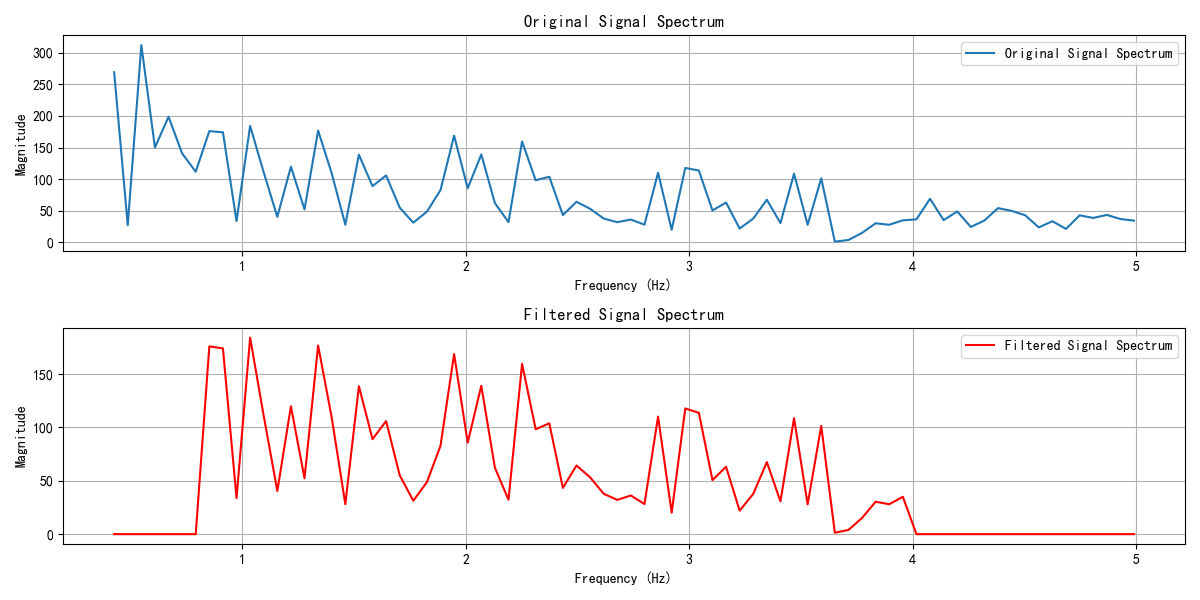 Original Signal Spectrum
Original Signal Spectrum
Magnitude
300
250
200
150
100
50
0
1
2
3
4
5
Frequency (Hz)
Filtered Signal Spectrum
Filtered Signal Spectrum
Magnitude
150
100
50
0
1
2
3
4
5
Frequency (Hz)